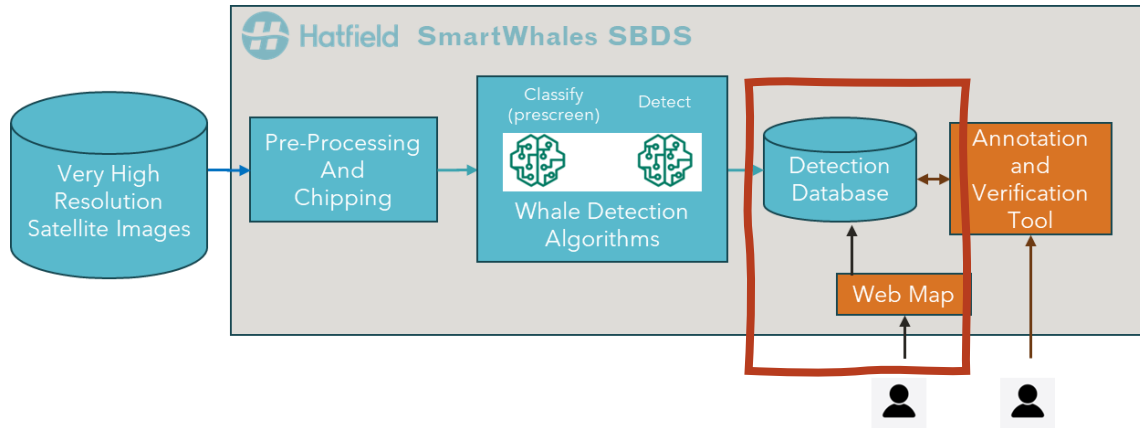 Hatfield SmartWhales SBDS
Very High
Resolution
Satellite Images
Pre-Processing
And
Chipping
Classify
(prescreen)
Detect
Whale Detection
Algorithms
Detection
Database
Annotation
and
Verification
Tool
Web Map